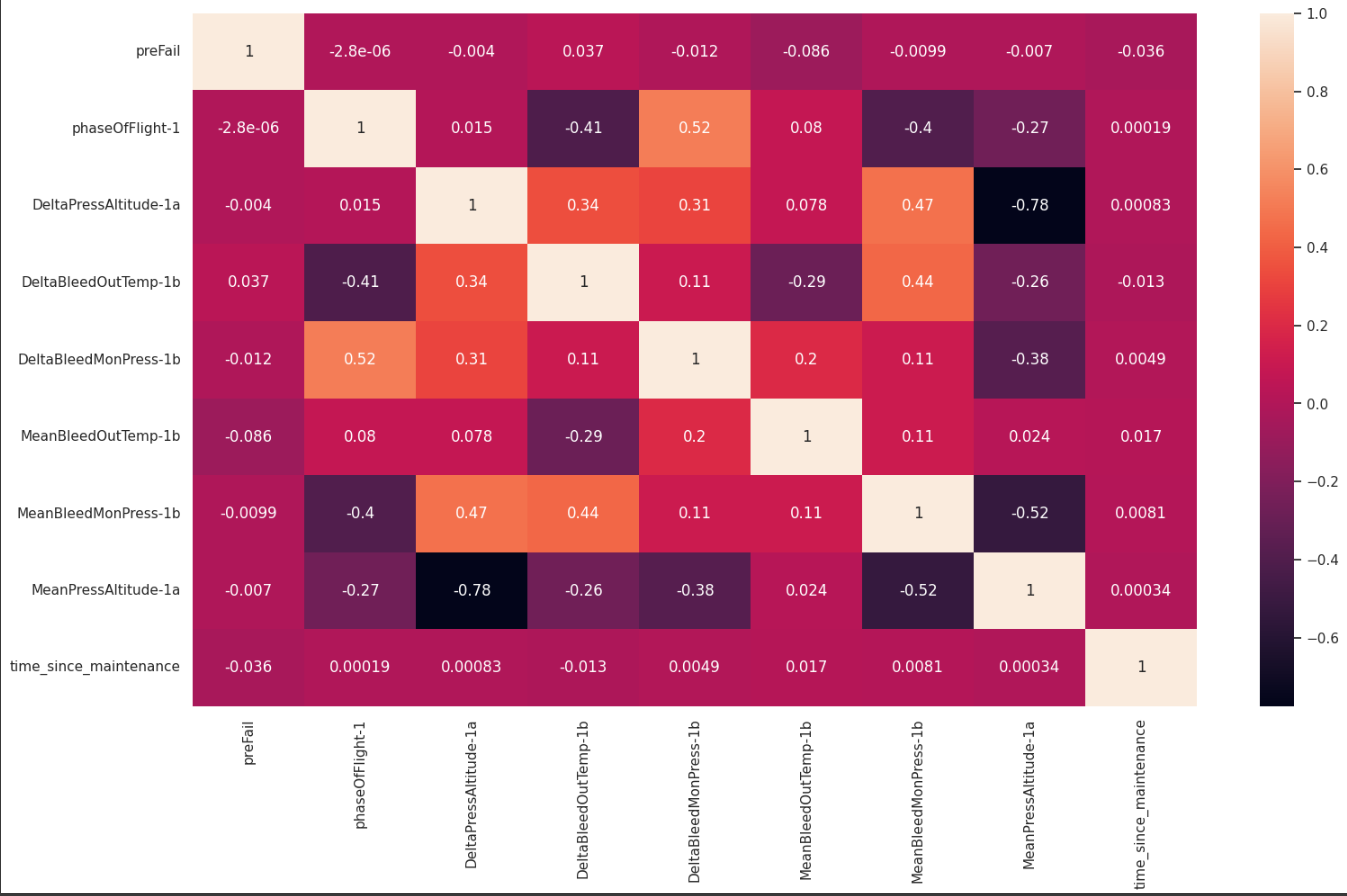 preFail 1 -2.8e-06 -0.004 0.037 -0.012 -0.086 -0.0099 -0.007 -0.036
phaseOfFlight-1 -2.8e-06 1 0.015 -0.41 0.52 0.08 -0.4 -0.27 0.00019
DeltaPressAltitude-1a -0.004 0.015 1 0.34 0.31 0.078 0.47 -0.78 0.00083
DeltaBleedOutTemp-1b 0.037 -0.41 0.34 1 0.11 -0.29 0.44 -0.26 -0.013
DeltaBleedMonPress-1b -0.012 0.52 0.31 0.11 1 0.2 0.11 -0.38 0.0049
MeanBleedOutTemp-1b -0.086 0.08 0.078 -0.29 0.2 1 0.11 0.024 0.017
MeanBleedMonPress-1b -0.0099 -0.4 0.47 0.44 0.11 0.11 1 -0.52 0.0081
MeanPressAltitude-1a -0.007 -0.27 -0.78 -0.26 -0.38 0.024 -0.52 1 0.00034
time_since_maintenance -0.036 0.00019 0.00083 -0.013 0.0049 0.017 0.0081 0.00034 1
preFail
phaseOfFlight-1
DeltaPressAltitude-1a
DeltaBleedOutTemp-1b
DeltaBleedMonPress-1b
MeanBleedOutTemp-1b
MeanBleedMonPress-1b
MeanPressAltitude-1a
time_since_maintenance
1.0
0.8
0.6
0.4
0.2
0.0
−0.2
−0.4
−0.6